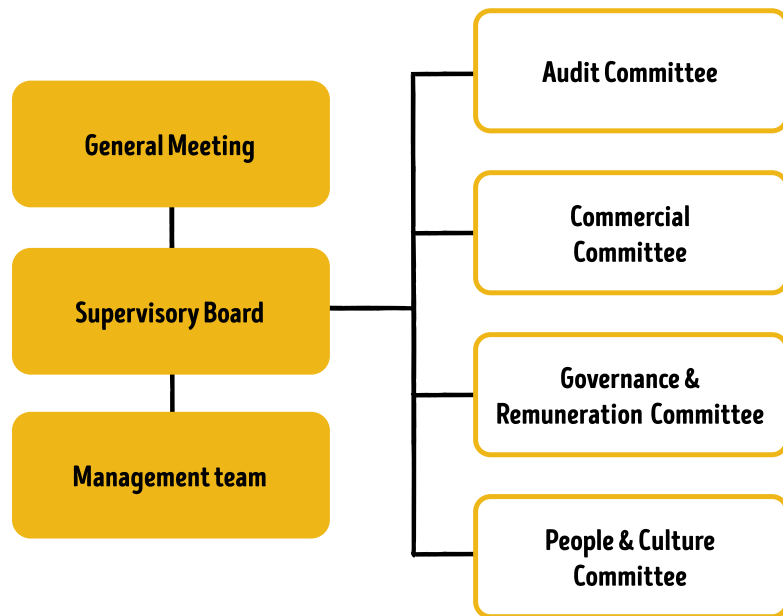 General Meeting
Supervisory Board
Management team
Audit Committee
Commercial
Committee
Governance &
Remuneration Committee
People & Culture
Committee